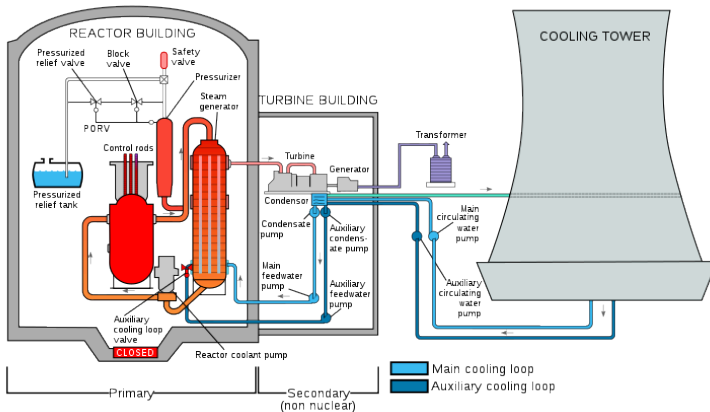 REACTOR BUILDING
COOLING TOWER
Pressurized
relief valve
Block
valve
Safety
valve
Pressurizer
Steam
generator
TURBINE BUILDING
PORV
Control rods
Transformer
Turbine
Generator
Pressurized
relief tank
Condensor
Condensate
pump
Auxiliary
condens-
ate pump
Main
circulating
water
pump
Main
feedwater
pump
Auxiliary
feedwater
pump
Auxiliary
circulating
water
pump
Auxiliary
cooling loop
valve
CLOSED
Reactor coolant pump
Main cooling loop
Auxiliary cooling loop
Primary
Secondary
(non nuclear)